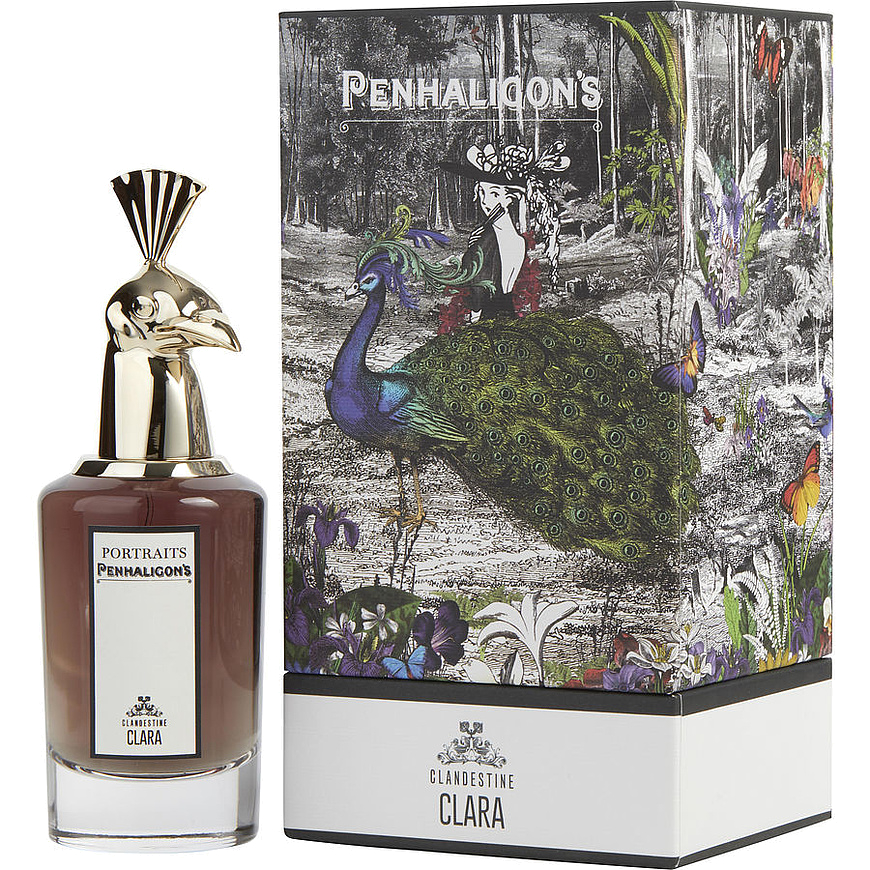 PORTRAITS
PENHALIGON'S
CLANDESTINE
CLARA
PENHALIGON'S
CLANDESTINE
CLARA